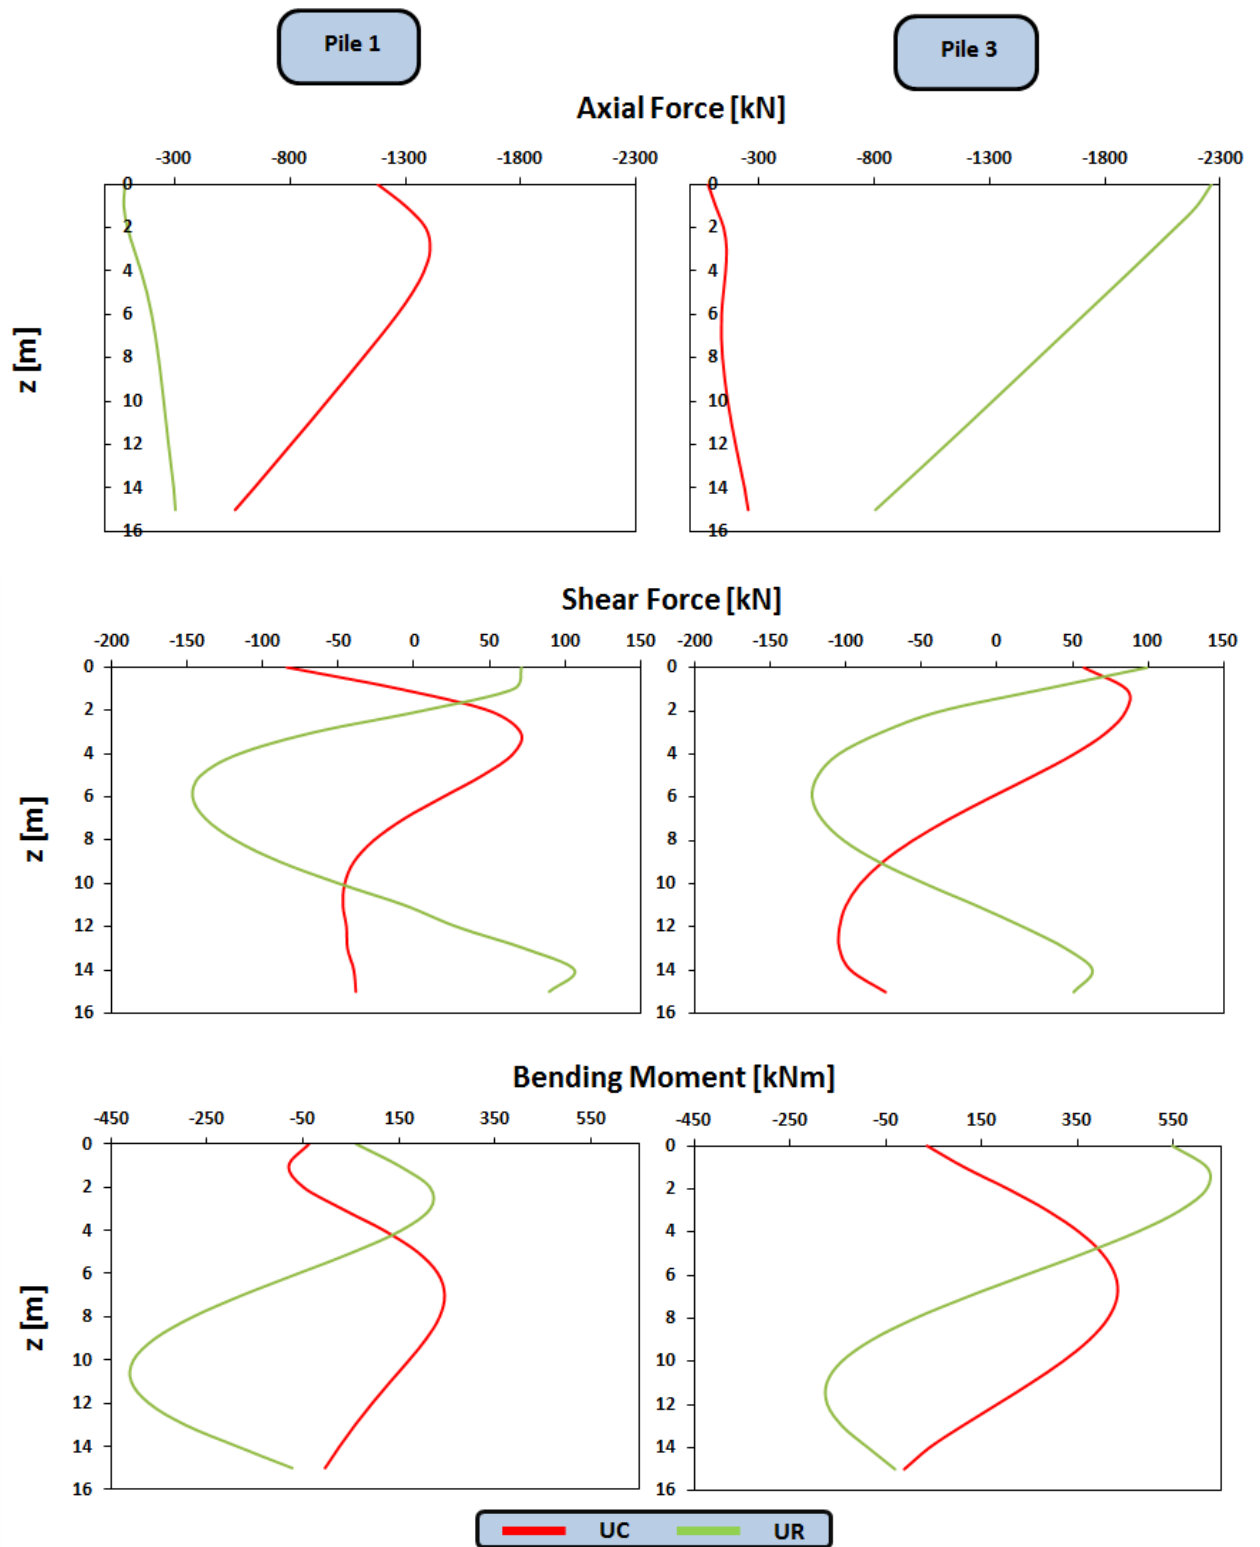 Pile 1 Pile 3
Axial Force [kN]
-300 -800 -1300 -1800 -2300 -300 -800 -1300 -1800 -2300
0 0
2 2
4 4
6 6
z [m]
8 8
10 10
12 12
14 14
16 16
Shear Force [kN]
-200 -150 -100 -50 0 50 100 150 -200 -150 -100 -50 0 50 100 150
0 0
2 2
4 4
6 6
z [m]
8 8
10 10
12 12
14 14
16 16
Bending Moment [kNm]
-450 -250 -50 150 350 550 -450 -250 -50 150 350 550
0 0
2 2
4 4
6 6
z [m]
8 8
10 10
12 12
14 14
16 16
UC UR